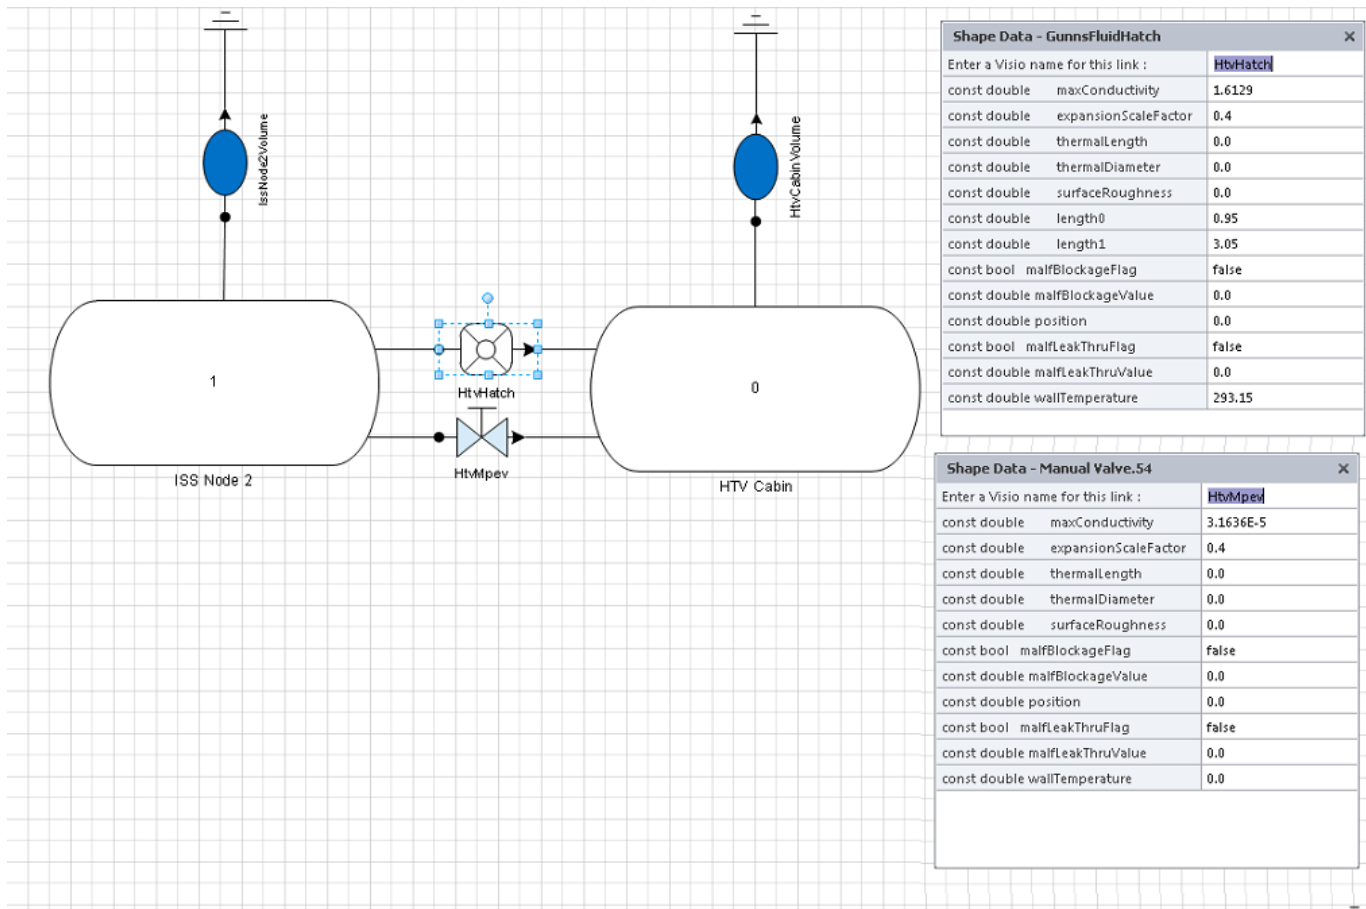 IssNode2Volume
HtvCabinVolume
1
HtvHatch
0
HtvMpev
ISS Node 2
HTV Cabin
Shape Data - GunnsFluidHatch
Enter a Visio name for this link : HtvHatch
const double maxConductivity 1.6129
const double expansionScaleFactor 0.4
const double thermalLength 0.0
const double thermalDiameter 0.0
const double surfaceRoughness 0.0
const double length0 0.95
const double length1 3.05
const bool malfBlockageFlag false
const double malfBlockageValue 0.0
const double position 0.0
const bool malfLeakThruFlag false
const double malfLeakThruValue 0.0
const double wallTemperature 293.15
Shape Data - Manual Valve.54
Enter a Visio name for this link : HtvMpev
const double maxConductivity 3.1636E-5
const double expansionScaleFactor 0.4
const double thermalLength 0.0
const double thermalDiameter 0.0
const double surfaceRoughness 0.0
const bool malfBlockageFlag false
const double malfBlockageValue 0.0
const double position 0.0
const bool malfLeakThruFlag false
const double malfLeakThruValue 0.0
const double wallTemperature 0.0